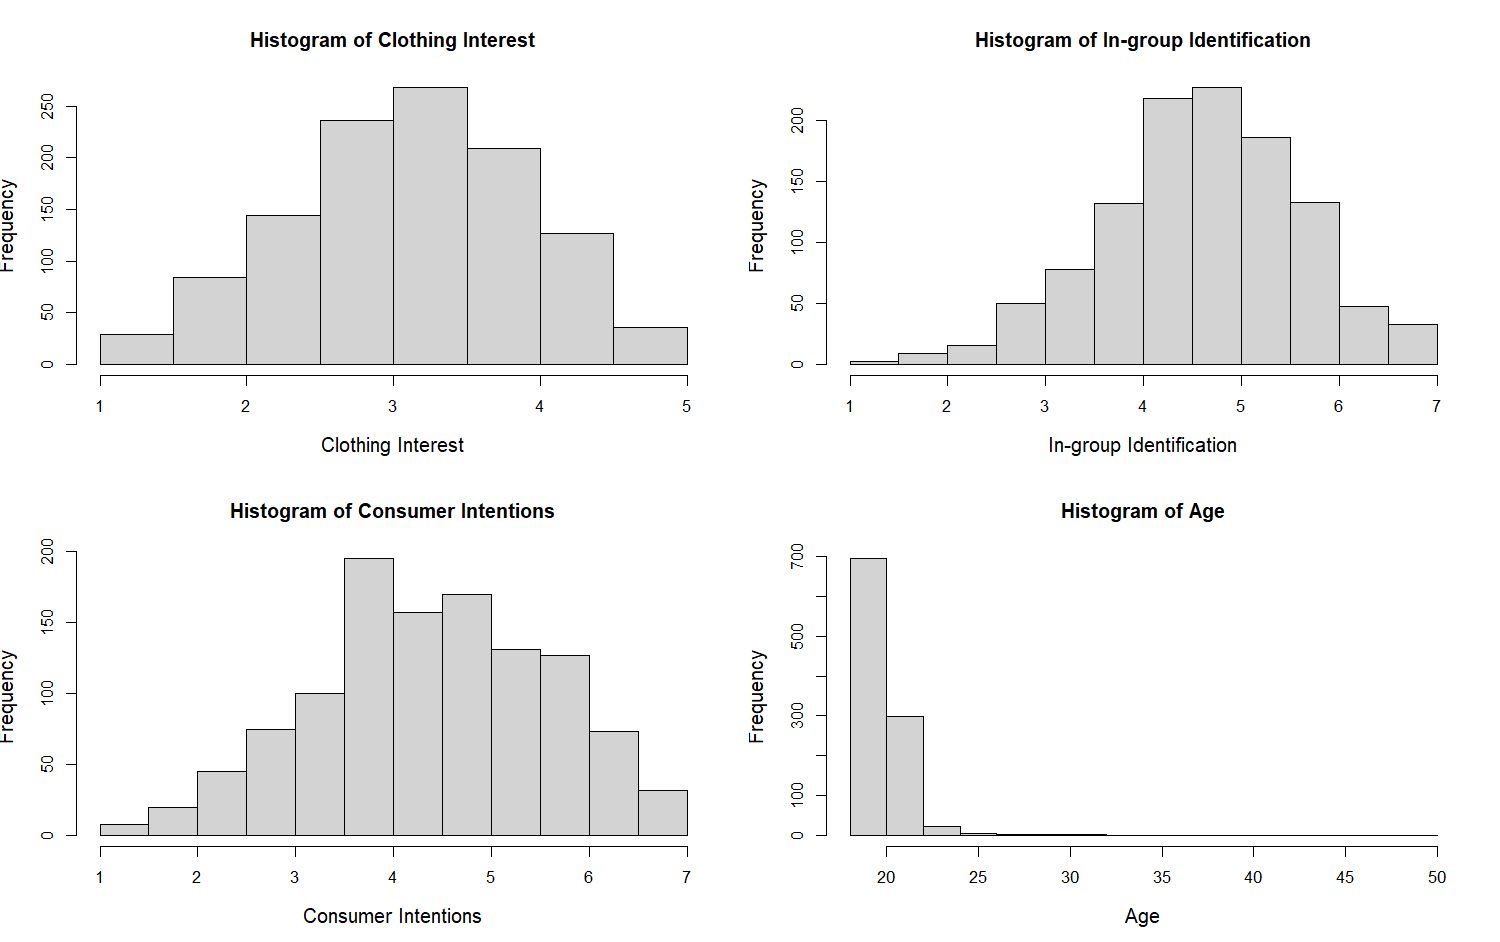 Histogram of Clothing Interest
Frequency
0 50 100 150 200 250
1 2 3 4 5
Clothing Interest
Histogram of In-group Identification
Frequency
0 50 100 150 200
1 2 3 4 5 6 7
In-group Identification
Histogram of Consumer Intentions
Frequency
0 50 100 150 200
1 2 3 4 5 6 7
Consumer Intentions
Histogram of Age
Frequency
0 100 300 500 700
20 25 30 35 40 45 50
Age